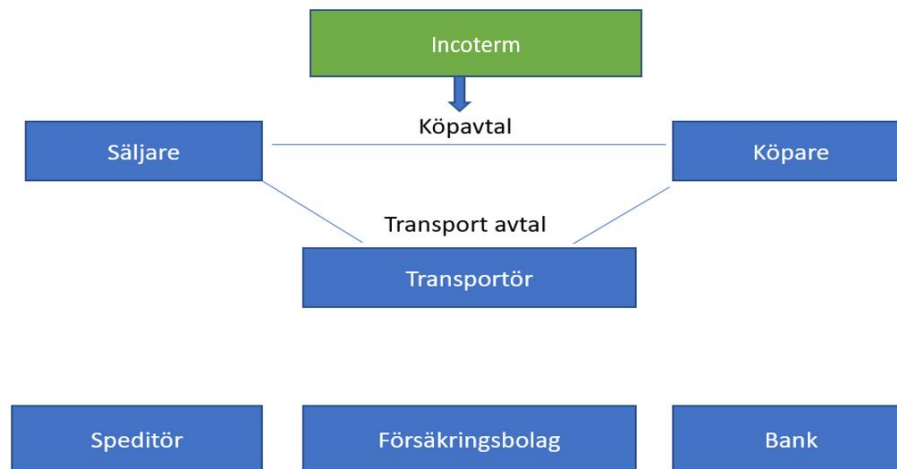 Incoterm
Köpavtal
Säljare
Köpare
Transport avtal
Transportör
Speditör
Försäkringsbolag
Bank